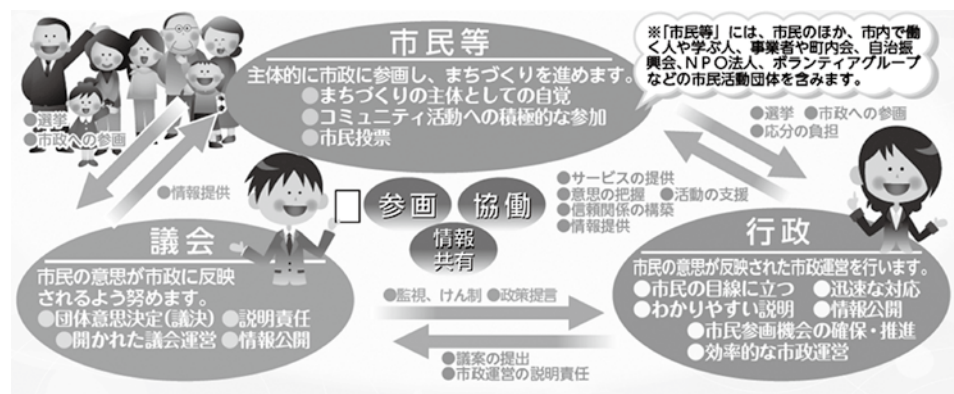 市民等
主体的に市政に参画し、まちづくりを進めます。
●まちづくりの主体としての自覚
●コミュニティ活動への積極的な参加
●市民投票
※「市民等」には、市民のほか、市内で働
く人や学ぶ人、事業者や町内会、自治振
興会、NPO法人、ボランティアグループ
などの市民活動団体を含みます。
●選挙
●市政への参画
●情報提供
●選挙 ●市政への参画
●応分の負担
●サービスの提供
●意思の把握 ●活動の支援
●信頼関係の構築
●情報提供
参画
協働
情報
共有
議会
市民の意思が市政に反映
されるよう努めます。
●団体意思決定(議決) ●説明責任
●開かれた議会運営 ●情報公開
●監視、けん制 ●政策提言
●議案の提出
●市政運営の説明責任
行政
市民の意思が反映された市政運営を行います。
●市民の目線に立つ ●迅速な対応
●わかりやすい説明 ●情報公開
●市民参画機会の確保・推進
●効率的な市政運営